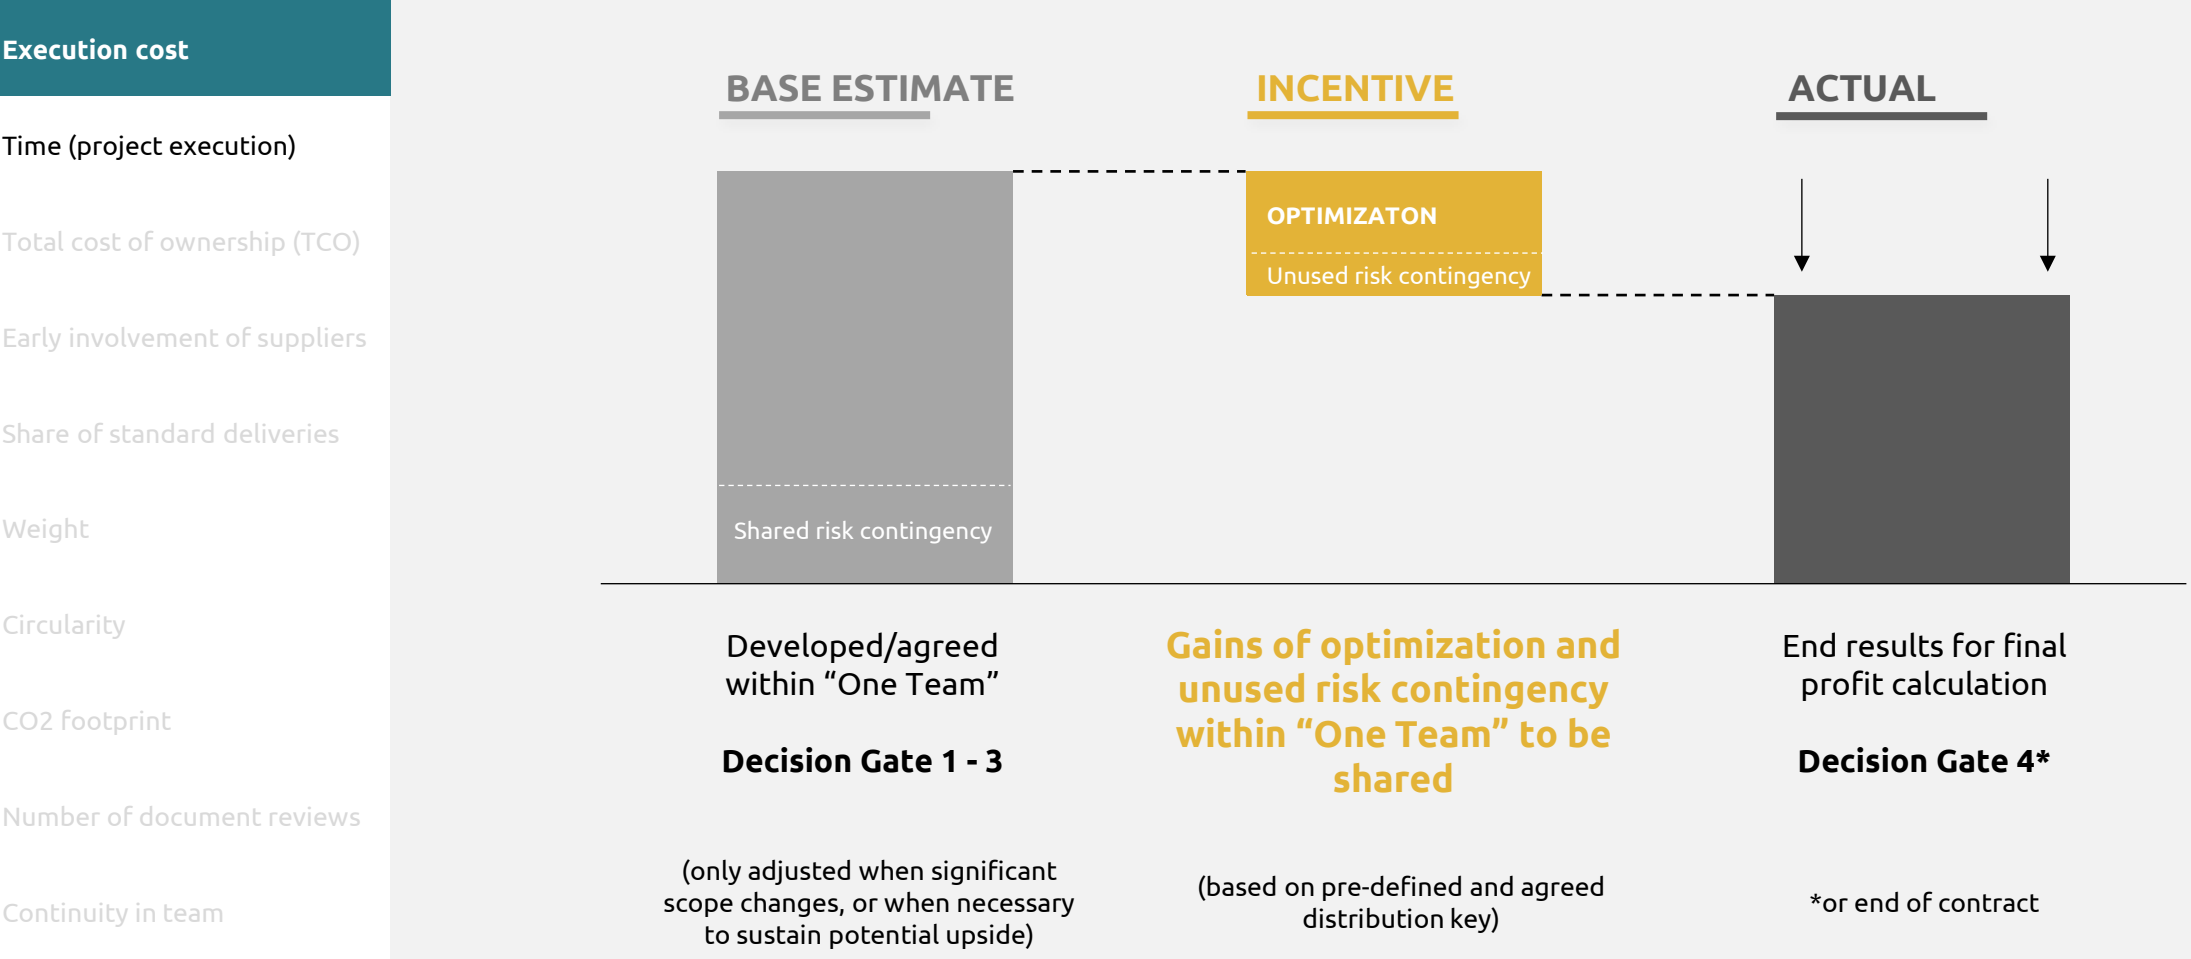 Execution cost
Time (project execution)
Total cost of ownership (TCO)
Early involvement of suppliers
Share of standard deliveries
Weight
Circularity
CO2 footprint
Number of document reviews
Continuity in team
BASE ESTIMATE
Shared risk contingency
Developed/agreed
within “One Team”
Decision Gate 1 - 3
(only adjusted when significant
scope changes, or when necessary
to sustain potential upside)
INCENTIVE
OPTIMIZATON
Unused risk contingency
Gains of optimization and
unused risk contingency
within “One Team” to be
shared
(based on pre-defined and agreed
distribution key)
ACTUAL
End results for final
profit calculation
Decision Gate 4*
*or end of contract